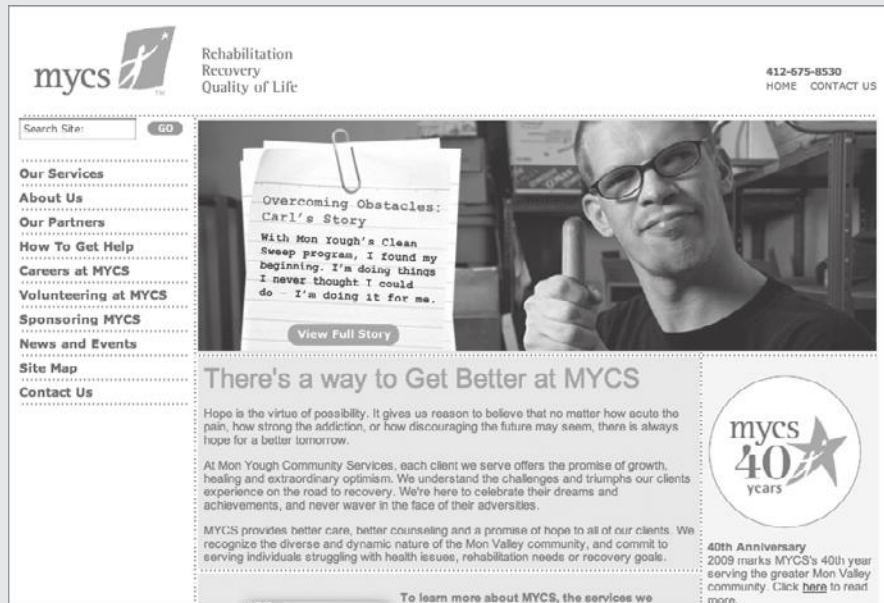 mycs
TM
Rehabilitation
Recovery
Quality of Life
412-675-8530
HOME CONTACT US
Search Site:
GO
Our Services
About Us
Our Partners
How To Get Help
Careers at MYCS
Volunteering at MYCS
Sponsoring MYCS
News and Events
Site Map
Contact Us
Overcoming Obstacles:
Carl's Story
With Mon Yough's Clean
Sweep program, I found my
beginning. I'm doing things
I never thought I could
do - I'm doing it for me.
View Full Story
There's a way to Get Better at MYCS
Hope is the virtue of possibility. It gives us reason to believe that no matter how acute the
pain, how strong the addiction, or how discouraging the future may seem, there is always
hope for a better tomorrow.
At Mon Yough Community Services, each client we serve offers the promise of growth,
healing and extraordinary optimism. We understand the challenges and triumphs our clients
experience on the road to recovery. We're here to celebrate their dreams and
achievements, and never waver in the face of their adversities.
MYCS provides better care, better counseling and a promise of hope to all of our clients. We
recognize the diverse and dynamic nature of the Mon Valley community, and commit to
serving individuals struggling with health issues, rehabilitation needs or recovery goals.
To learn more about MYCS, the services we
mycs
40
years
40th Anniversary
2009 marks MYCS's 40th year
serving the greater Mon Valley
community. Click here to read
more.